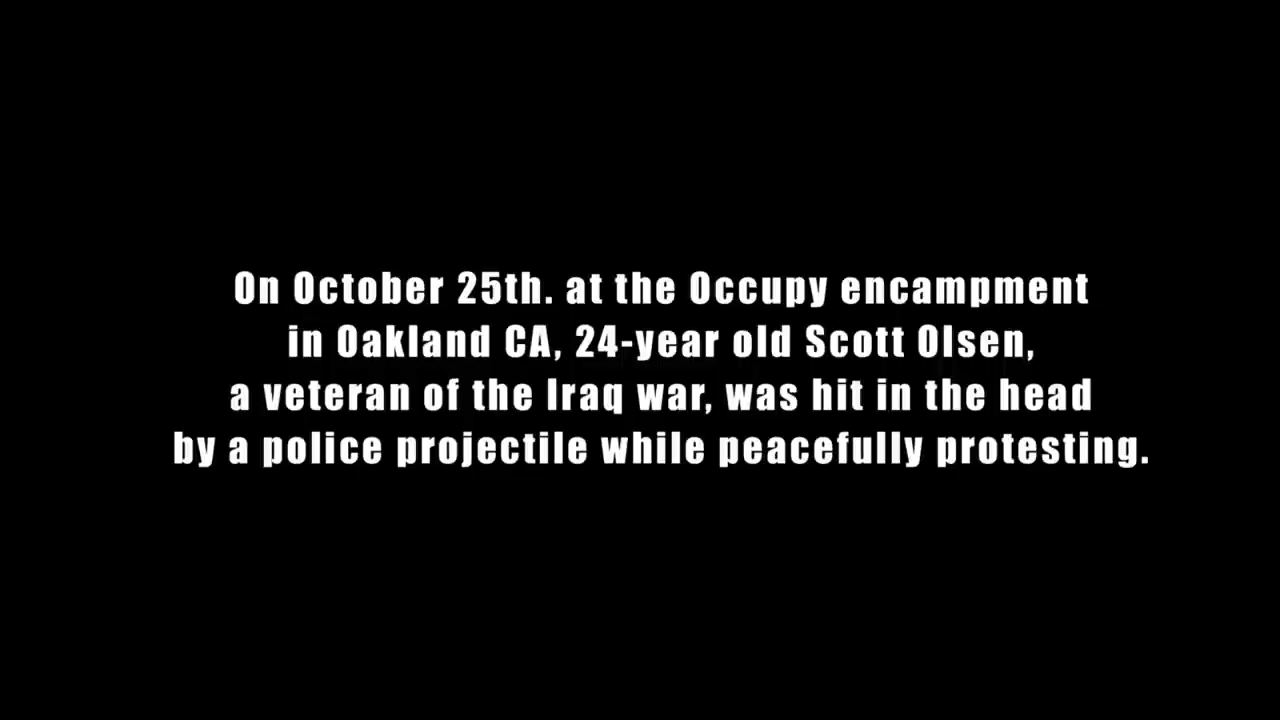 On October 25th. at the Occupy encampment
in Oakland CA, 24-year old Scott Olsen,
a veteran of the Iraq war, was hit in the head
by a police projectile while peacefully protesting.